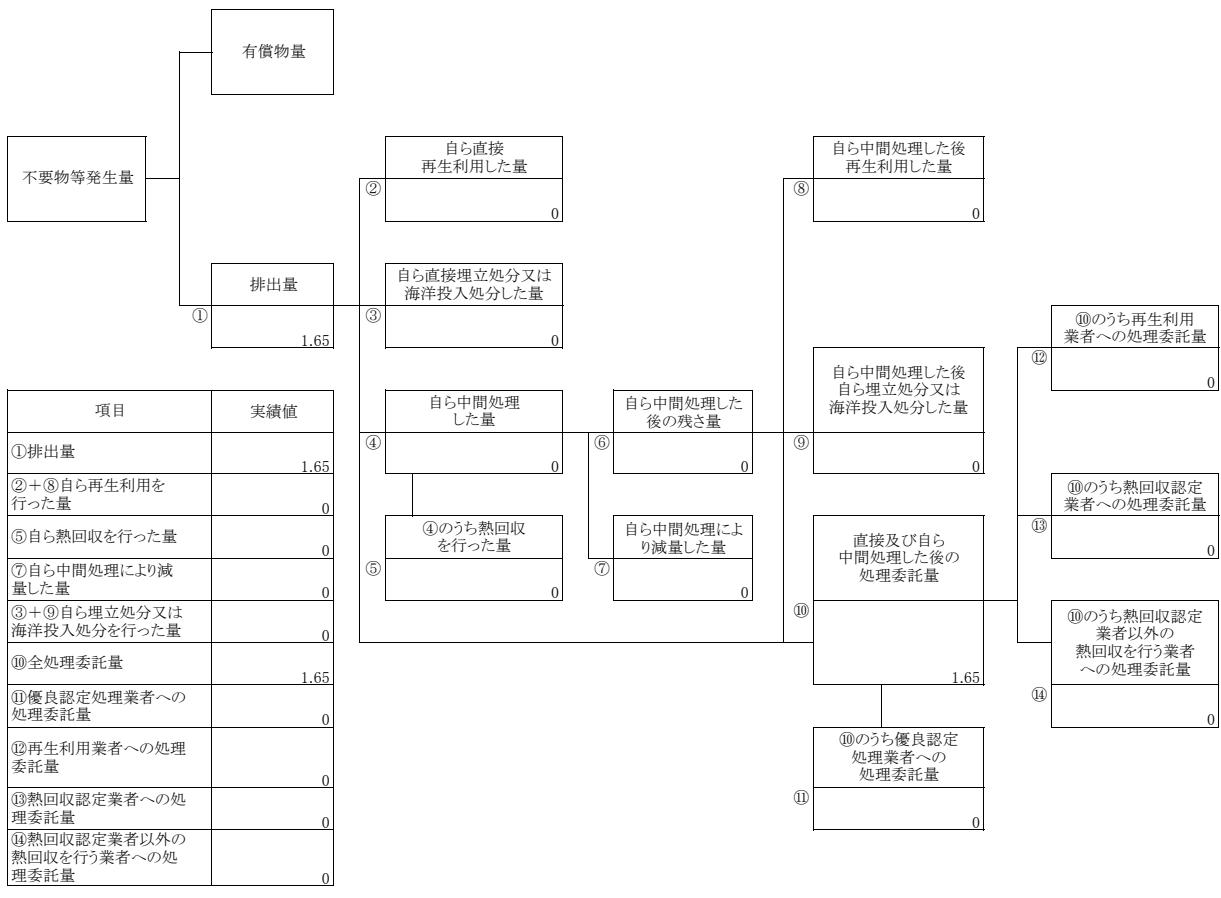 有償物量
不要物等発生量
排出量
①
1.65
自ら直接
再生利用した量
②
0
自ら直接埋立処分又は
海洋投入処分した量
③
0
自ら中間処理
した量
④
0
④のうち熱回収
を行った量
⑤
0
自ら中間処理した
後の残さ量
⑥
0
自ら中間処理によ
り減量した量
⑦
0
自ら中間処理した後
再生利用した量
⑧
0
自ら中間処理した後
自ら埋立処分又は
海洋投入処分した量
⑨
0
直接及び自ら
中間処理した後の
処理委託量
⑩
1.65
⑩のうち優良認定
処理業者への
処理委託量
⑪
0
⑩のうち再生利用
業者への処理委託量
⑫
0
⑩のうち熱回収認定
業者への処理委託量
⑬
0
⑩のうち熱回収認定
業者以外の
熱回収を行う業者
への処理委託量
⑭
0
項目 実績値
①排出量
1.65
②+⑧自ら再生利用を
行った量
0
⑤自ら熱回収を行った量
0
⑦自ら中間処理により減
量した量
0
③+⑨自ら埋立処分又は
海洋投入処分を行った量
0
⑩全処理委託量
1.65
⑪優良認定処理業者への
処理委託量
0
⑫再生利用業者への処理
委託量
0
⑬熱回収認定業者への処
理委託量
0
⑭熱回収認定業者以外の
熱回収を行う業者への処
理委託量
0